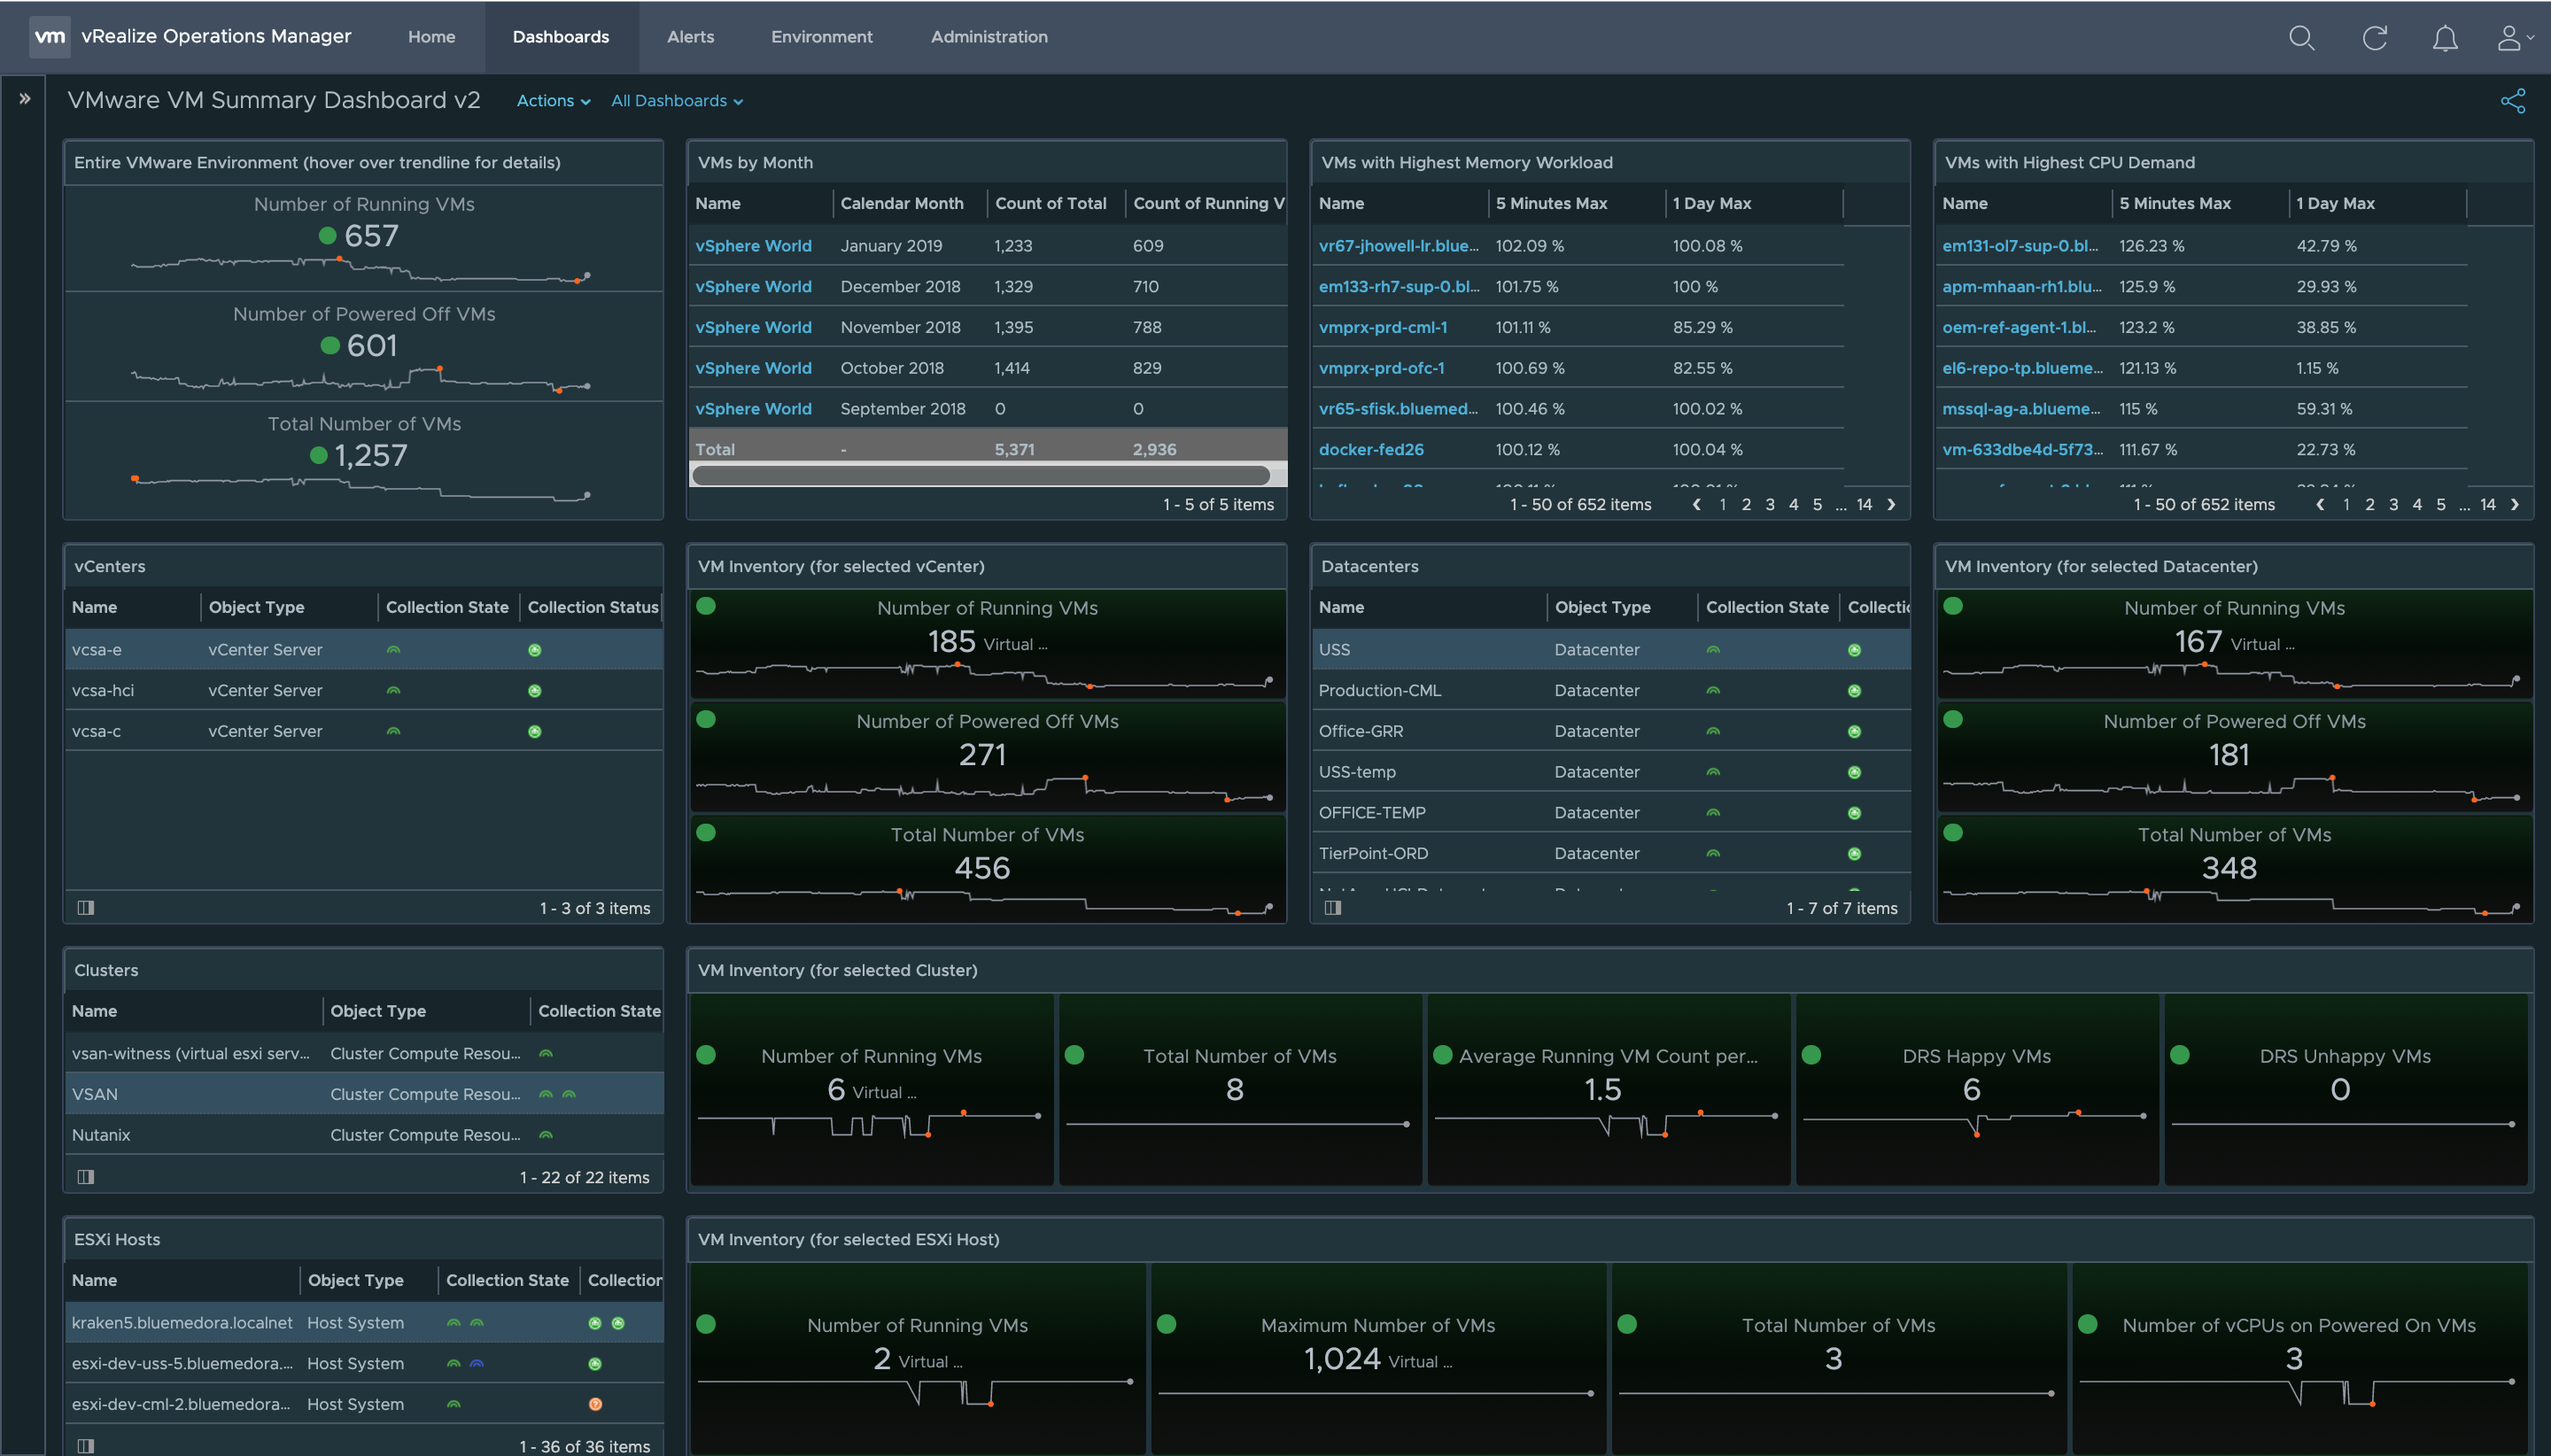 vm vRealize Operations Manager Home Dashboards Alerts Environment Administration
VMware VM Summary Dashboard v2 Actions All Dashboards
Entire VMware Environment (hover over trendline for details)
Number of Running VMs
657
Number of Powered Off VMs
601
Total Number of VMs
1,257
VMs by Month
Name Calendar Month Count of Total Count of Running V
vSphere World January 2019 1,233 609
vSphere World December 2018 1,329 710
vSphere World November 2018 1,395 788
vSphere World October 2018 1,414 829
vSphere World September 2018 0 0
Total - 5,371 2,936
1 - 5 of 5 items
VMs with Highest Memory Workload
Name 5 Minutes Max 1 Day Max
vr67-jhowell-lr.blue... 102.09 % 100.08 %
em133-rh7-sup-0.bl... 101.75 % 100 %
vmprx-prd-cml-1 101.11 % 85.29 %
vmprx-prd-ofc-1 100.69 % 82.55 %
vr65-sfisk.bluemed... 100.46 % 100.02 %
docker-fed26 100.12 % 100.04 %
1 - 50 of 652 items 1 2 3 4 5 ... 14
VMs with Highest CPU Demand
Name 5 Minutes Max 1 Day Max
em131-ol7-sup-0.bl... 126.23 % 42.79 %
apm-mhaan-rh1.blu... 125.9 % 29.93 %
oem-ref-agent-1.bl... 123.2 % 38.85 %
el6-repo-tp.blueme... 121.13 % 1.15 %
mssql-ag-a.blueme... 115 % 59.31 %
vm-633dbe4d-5f73... 111.67 % 22.73 %
1 - 50 of 652 items 1 2 3 4 5 ... 14
vCenters
Name Object Type Collection State Collection Status
vcsa-e vCenter Server
vcsa-hci vCenter Server
vcsa-c vCenter Server
1 - 3 of 3 items
VM Inventory (for selected vCenter)
Number of Running VMs
185 Virtual ...
Number of Powered Off VMs
271
Total Number of VMs
456
Datacenters
Name Object Type Collection State Collectic
USS Datacenter
Production-CML Datacenter
Office-GRR Datacenter
USS-temp Datacenter
OFFICE-TEMP Datacenter
TierPoint-ORD Datacenter
1 - 7 of 7 items
VM Inventory (for selected Datacenter)
Number of Running VMs
167 Virtual ...
Number of Powered Off VMs
181
Total Number of VMs
348
Clusters
Name Object Type Collection State
vsan-witness (virtual esxi serv... Cluster Compute Resou...
VSAN Cluster Compute Resou...
Nutanix Cluster Compute Resou...
1 - 22 of 22 items
VM Inventory (for selected Cluster)
Number of Running VMs
6 Virtual ...
Total Number of VMs
8
Average Running VM Count per...
1.5
DRS Happy VMs
6
DRS Unhappy VMs
0
ESXi Hosts
Name Object Type Collection State Collection
kraken5.bluemedora.localnet Host System
esxi-dev-uss-5.bluemedora.... Host System
esxi-dev-cml-2.bluemedora... Host System
1 - 36 of 36 items
VM Inventory (for selected ESXi Host)
Number of Running VMs
2 Virtual ...
Maximum Number of VMs
1,024 Virtual ...
Total Number of VMs
3
Number of vCPUs on Powered On VMs
3